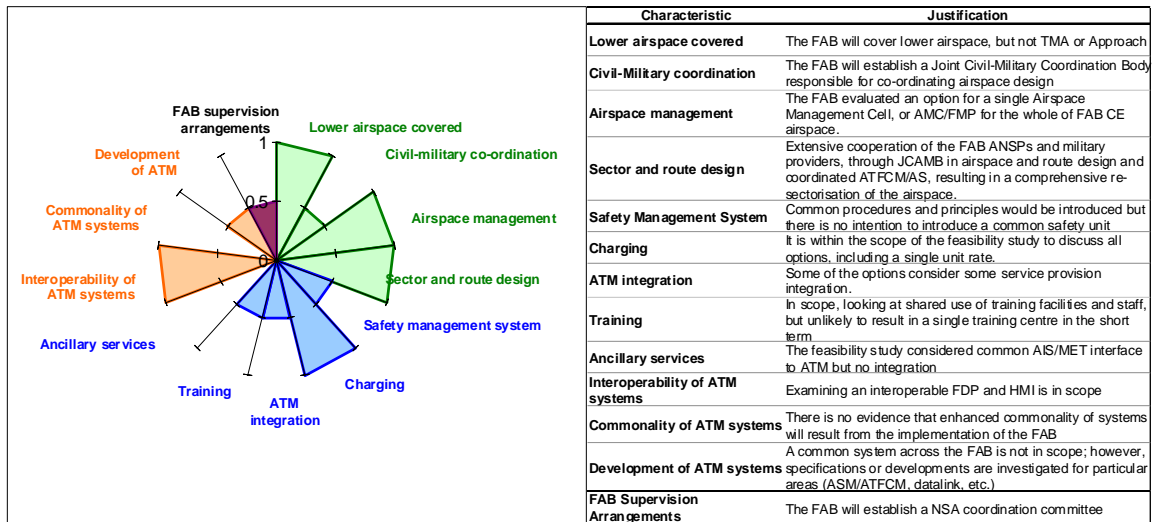 FAB supervision
arrangements
Lower airspace covered
Development
of ATM
Civil-military co-ordination
Commonality of
ATM systems
Airspace management
Interoperability of
ATM systems
Sector and route design
Ancillary services
Safety management system
Training
ATM
integration
Charging
1
0.5
0
Characteristic Justification
Lower airspace covered The FAB will cover lower airspace, but not TMA or Approach
Civil-Military coordination The FAB will establish a Joint Civil-Military Coordination Body
responsible for co-ordinating airspace design
Airspace management The FAB evaluated an option for a single Airspace
Management Cell, or AMC/FMP for the whole of FAB CE
airspace.
Sector and route design Extensive cooperation of the FAB ANSPs and military
providers, through JCAMB in airspace and route design and
coordinated ATFCM/AS, resulting in a comprehensive re-
sectorisation of the airspace.
Safety Management System Common procedures and principles would be introduced but
there is no intention to introduce a common safety unit
Charging It is within the scope of the feasibility study to discuss all
options, including a single unit rate.
ATM integration Some of the options consider some service provision
integration.
Training In scope, looking at shared use of training facilities and staff,
but unlikely to result in a single training centre in the short
term
Ancillary services The feasibility study considered common AIS/MET interface
to ATM but no integration
Interoperability of ATM
systems Examining an interoperable FDP and HMI is in scope
Commonality of ATM systems There is no evidence that enhanced commonality of systems
will result from the implementation of the FAB
Development of ATM systems A common system across the FAB is not in scope; however,
specifications or developments are investigated for particular
areas (ASM/ATFCM, datalink, etc.)
FAB Supervision
Arrangements The FAB will establish a NSA coordination committee